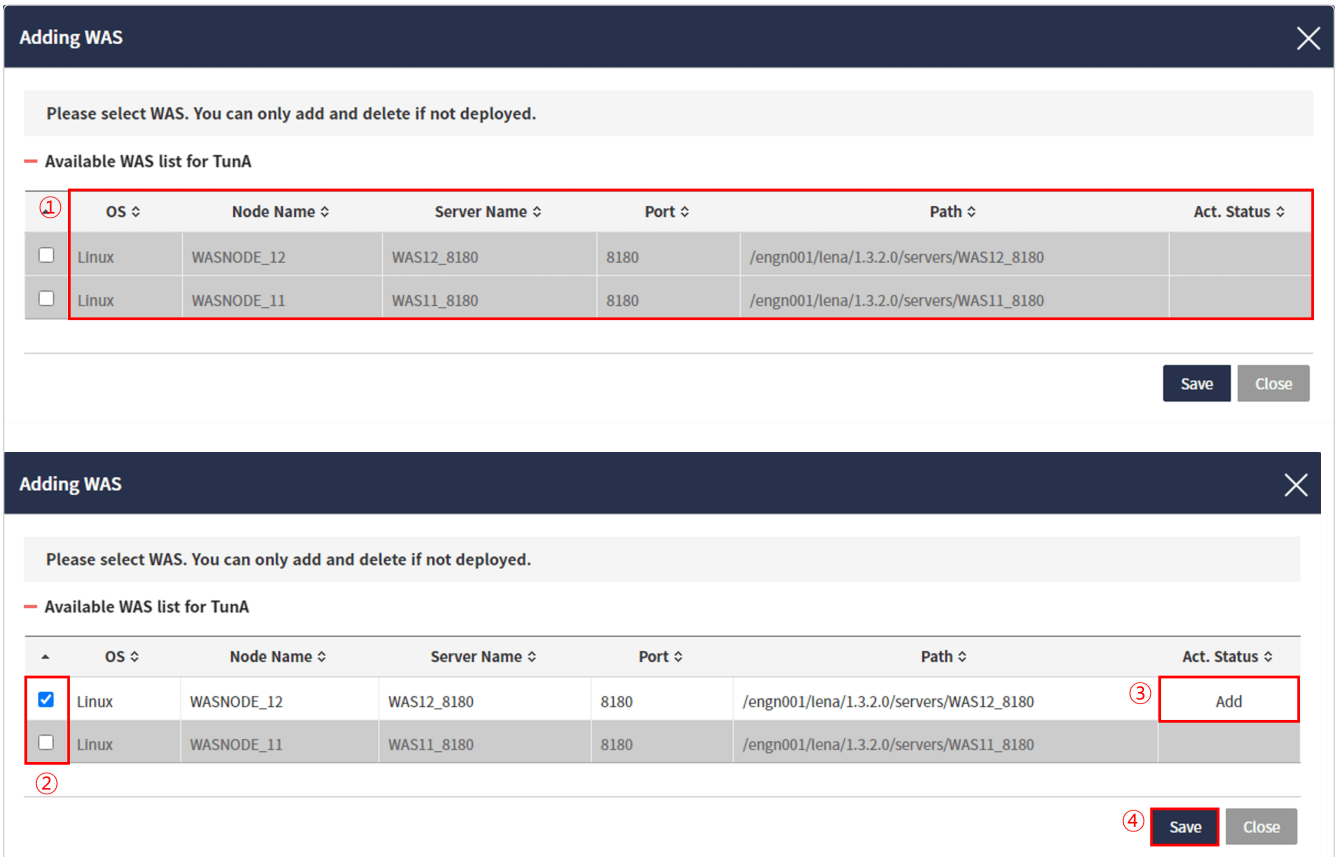 Adding WAS
Please select WAS. You can only add and delete if not deployed.
Available WAS list for TunA
① OS Node Name Server Name Port Path Act. Status
Linux WASNODE_12 WAS12_8180 8180 /engn001/lena/1.3.2.0/servers/WAS12_8180
Linux WASNODE_11 WAS11_8180 8180 /engn001/lena/1.3.2.0/servers/WAS11_8180
Save Close
Adding WAS
Please select WAS. You can only add and delete if not deployed.
Available WAS list for TunA
OS Node Name Server Name Port Path Act. Status
Linux WASNODE_12 WAS12_8180 8180 /engn001/lena/1.3.2.0/servers/WAS12_8180 ③ Add
Linux WASNODE_11 WAS11_8180 8180 /engn001/lena/1.3.2.0/servers/WAS11_8180
②
④ Save Close